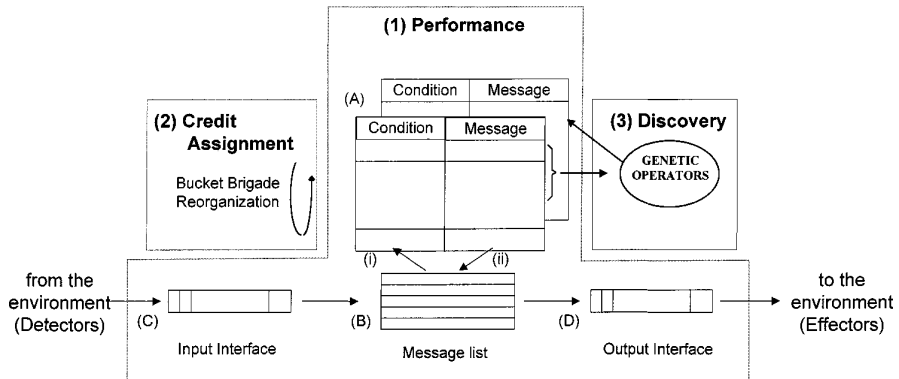 (1) Performance
Condition Message
(A)
Condition Message
(2) Credit
Assignment
Bucket Brigade
Reorganization
(3) Discovery
GENETIC
OPERATORS
(i) (ii)
from the
environment
(Detectors)
(C)
(B)
(D)
to the
environment
(Effectors)
Input Interface
Message list
Output Interface